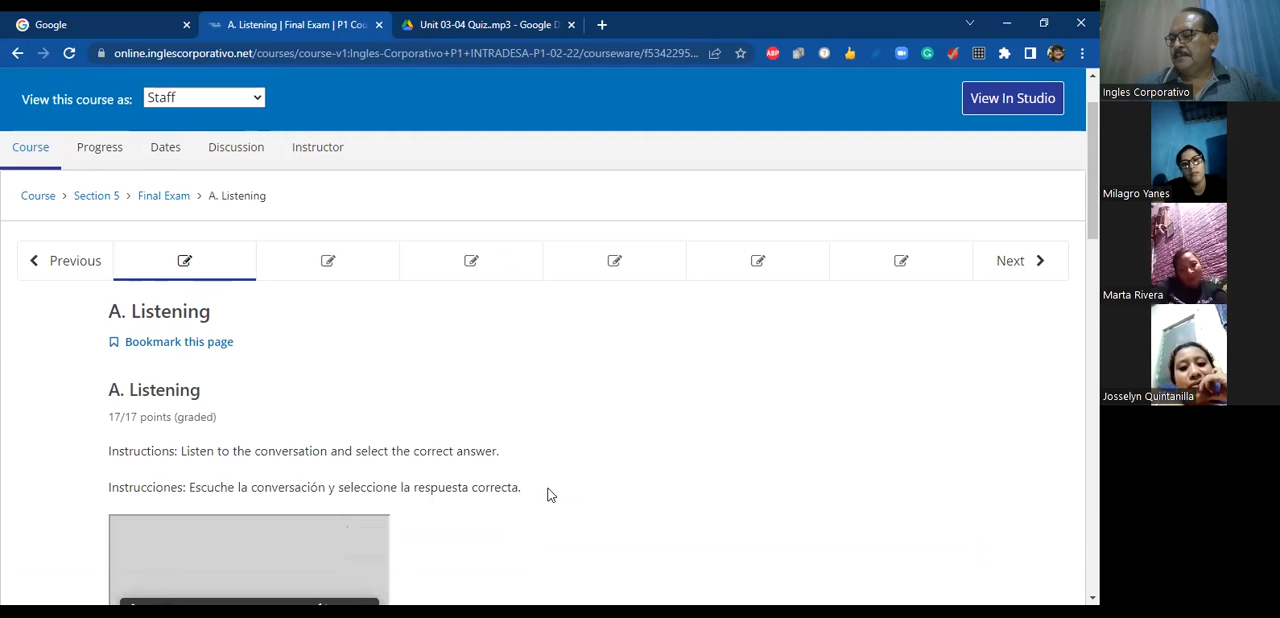 Google
A. Listening | Final Exam | P1 Cou
Unit 03-04 Quiz..mp3 - Google D
online.inglescorporativo.net/courses/course-v1:Ingles-Corporativo+P1+INTRADESA-P1-02-22/courseware/f5342295...
View this course as:
Staff
View In Studio
Course
Progress
Dates
Discussion
Instructor
Course > Section 5 > Final Exam > A. Listening
Previous
Next
A. Listening
Bookmark this page
A. Listening
17/17 points (graded)
Instructions: Listen to the conversation and select the correct answer.
Instrucciones: Escuche la conversación y seleccione la respuesta correcta.
Ingles Corporativo
Milagro Yanes
Marta Rivera
Josselyn Quintanilla
ABP